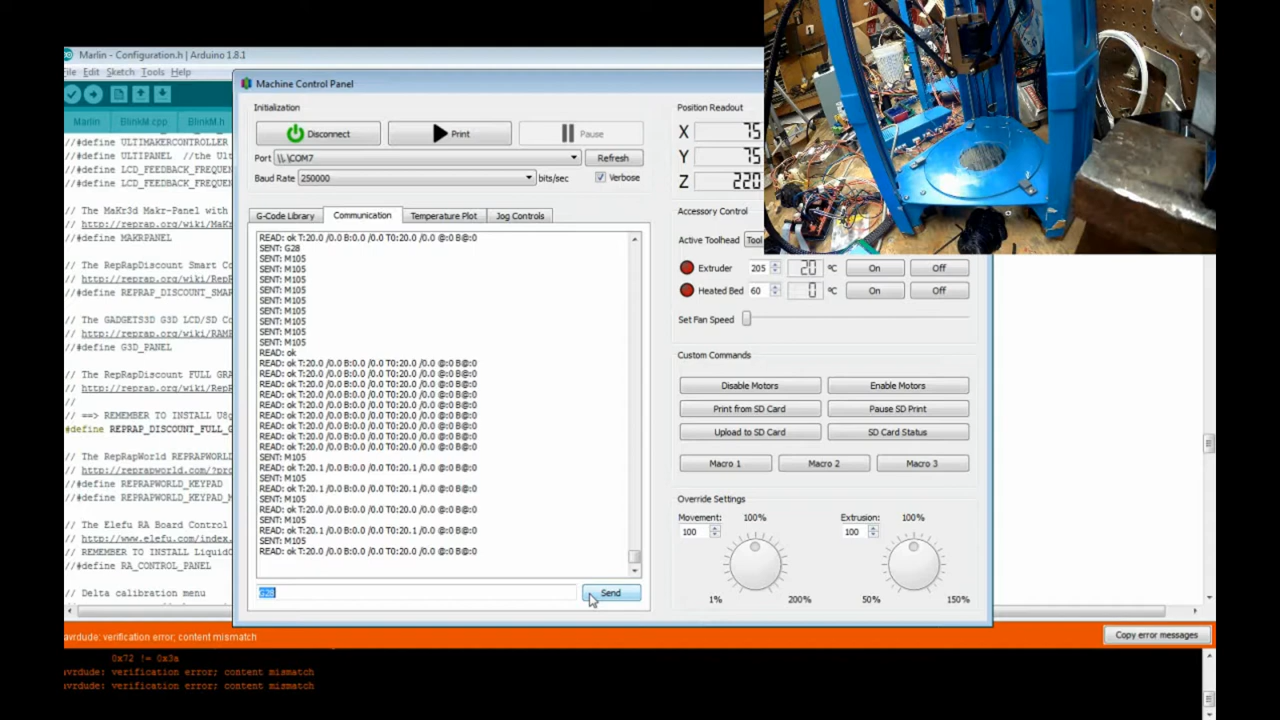 Marlin - Configuration.h | Arduino 1.8.1
File Edit Sketch Tools Help
Marlin BlinkM.cpp BlinkM.h
//#define ULTIMAKERCONTROLLER
//#define ULTIPANEL //the Ult
//#define LCD_FEEDBACK_FREQUEN
//#define LCD_FEEDBACK_FREQUEN
// The MaKr3d Makr-Panel with
// http://reprap.org/wiki/MaKr
//#define MAKRPANEL
// The RepRapDiscount Smart Co
// http://reprap.org/wiki/RepR
//#define REPRAP_DISCOUNT_SMAR
// The GADGETS3D G3D LCD/SD Co
// http://reprap.org/wiki/RAMP
//#define G3D_PANEL
// The RepRapDiscount FULL GRA
// http://reprap.org/wiki/RepR
//
// ==> REMEMBER TO INSTALL U8g
#define REPRAP_DISCOUNT_FULL_G
// The RepRapWorld REPRAPWORLD
// http://reprapworld.com/?pro
//#define REPRAPWORLD_KEYPAD
//#define REPRAPWORLD_KEYPAD_M
// The Elefu RA Board Control
// http://www.elefu.com/index.
// REMEMBER TO INSTALL LiquidC
//#define RA_CONTROL_PANEL
// Delta calibration menu
Machine Control Panel
Initialization
Disconnect Print Pause
Port \\.\COM7 Refresh
Baud Rate 250000 bits/sec Verbose
G-Code Library Communication Temperature Plot Jog Controls
READ: ok T:20.0 /0.0 B:0.0 /0.0 T0:20.0 /0.0 @:0 B@:0
SENT: G28
SENT: M105
SENT: M105
SENT: M105
SENT: M105
SENT: M105
SENT: M105
SENT: M105
SENT: M105
SENT: M105
READ: ok
READ: ok T:20.0 /0.0 B:0.0 /0.0 T0:20.0 /0.0 @:0 B@:0
READ: ok T:20.0 /0.0 B:0.0 /0.0 T0:20.0 /0.0 @:0 B@:0
READ: ok T:20.0 /0.0 B:0.0 /0.0 T0:20.0 /0.0 @:0 B@:0
READ: ok T:20.0 /0.0 B:0.0 /0.0 T0:20.0 /0.0 @:0 B@:0
READ: ok T:20.0 /0.0 B:0.0 /0.0 T0:20.0 /0.0 @:0 B@:0
READ: ok T:20.0 /0.0 B:0.0 /0.0 T0:20.0 /0.0 @:0 B@:0
READ: ok T:20.0 /0.0 B:0.0 /0.0 T0:20.0 /0.0 @:0 B@:0
READ: ok T:20.0 /0.0 B:0.0 /0.0 T0:20.0 /0.0 @:0 B@:0
READ: ok T:20.0 /0.0 B:0.0 /0.0 T0:20.0 /0.0 @:0 B@:0
SENT: M105
READ: ok T:20.1 /0.0 B:0.0 /0.0 T0:20.1 /0.0 @:0 B@:0
SENT: M105
READ: ok T:20.1 /0.0 B:0.0 /0.0 T0:20.1 /0.0 @:0 B@:0
SENT: M105
READ: ok T:20.0 /0.0 B:0.0 /0.0 T0:20.0 /0.0 @:0 B@:0
SENT: M105
READ: ok T:20.1 /0.0 B:0.0 /0.0 T0:20.1 /0.0 @:0 B@:0
SENT: M105
READ: ok T:20.0 /0.0 B:0.0 /0.0 T0:20.0 /0.0 @:0 B@:0
G28 Send
Position Readout
X 75
Y 75
Z 220
Accessory Control
Active Toolhead Tool
Extruder 205 20 ºC On Off
Heated Bed 60 0 ºC On Off
Set Fan Speed
Custom Commands
Disable Motors Enable Motors
Print from SD Card Pause SD Print
Upload to SD Card SD Card Status
Macro 1 Macro 2 Macro 3
Override Settings
Movement: 100% Extrusion: 100%
100 100
1% 200% 50% 150%
avrdude: verification error; content mismatch Copy error messages
0x72 != 0x3a
avrdude: verification error; content mismatch
avrdude: verification error; content mismatch